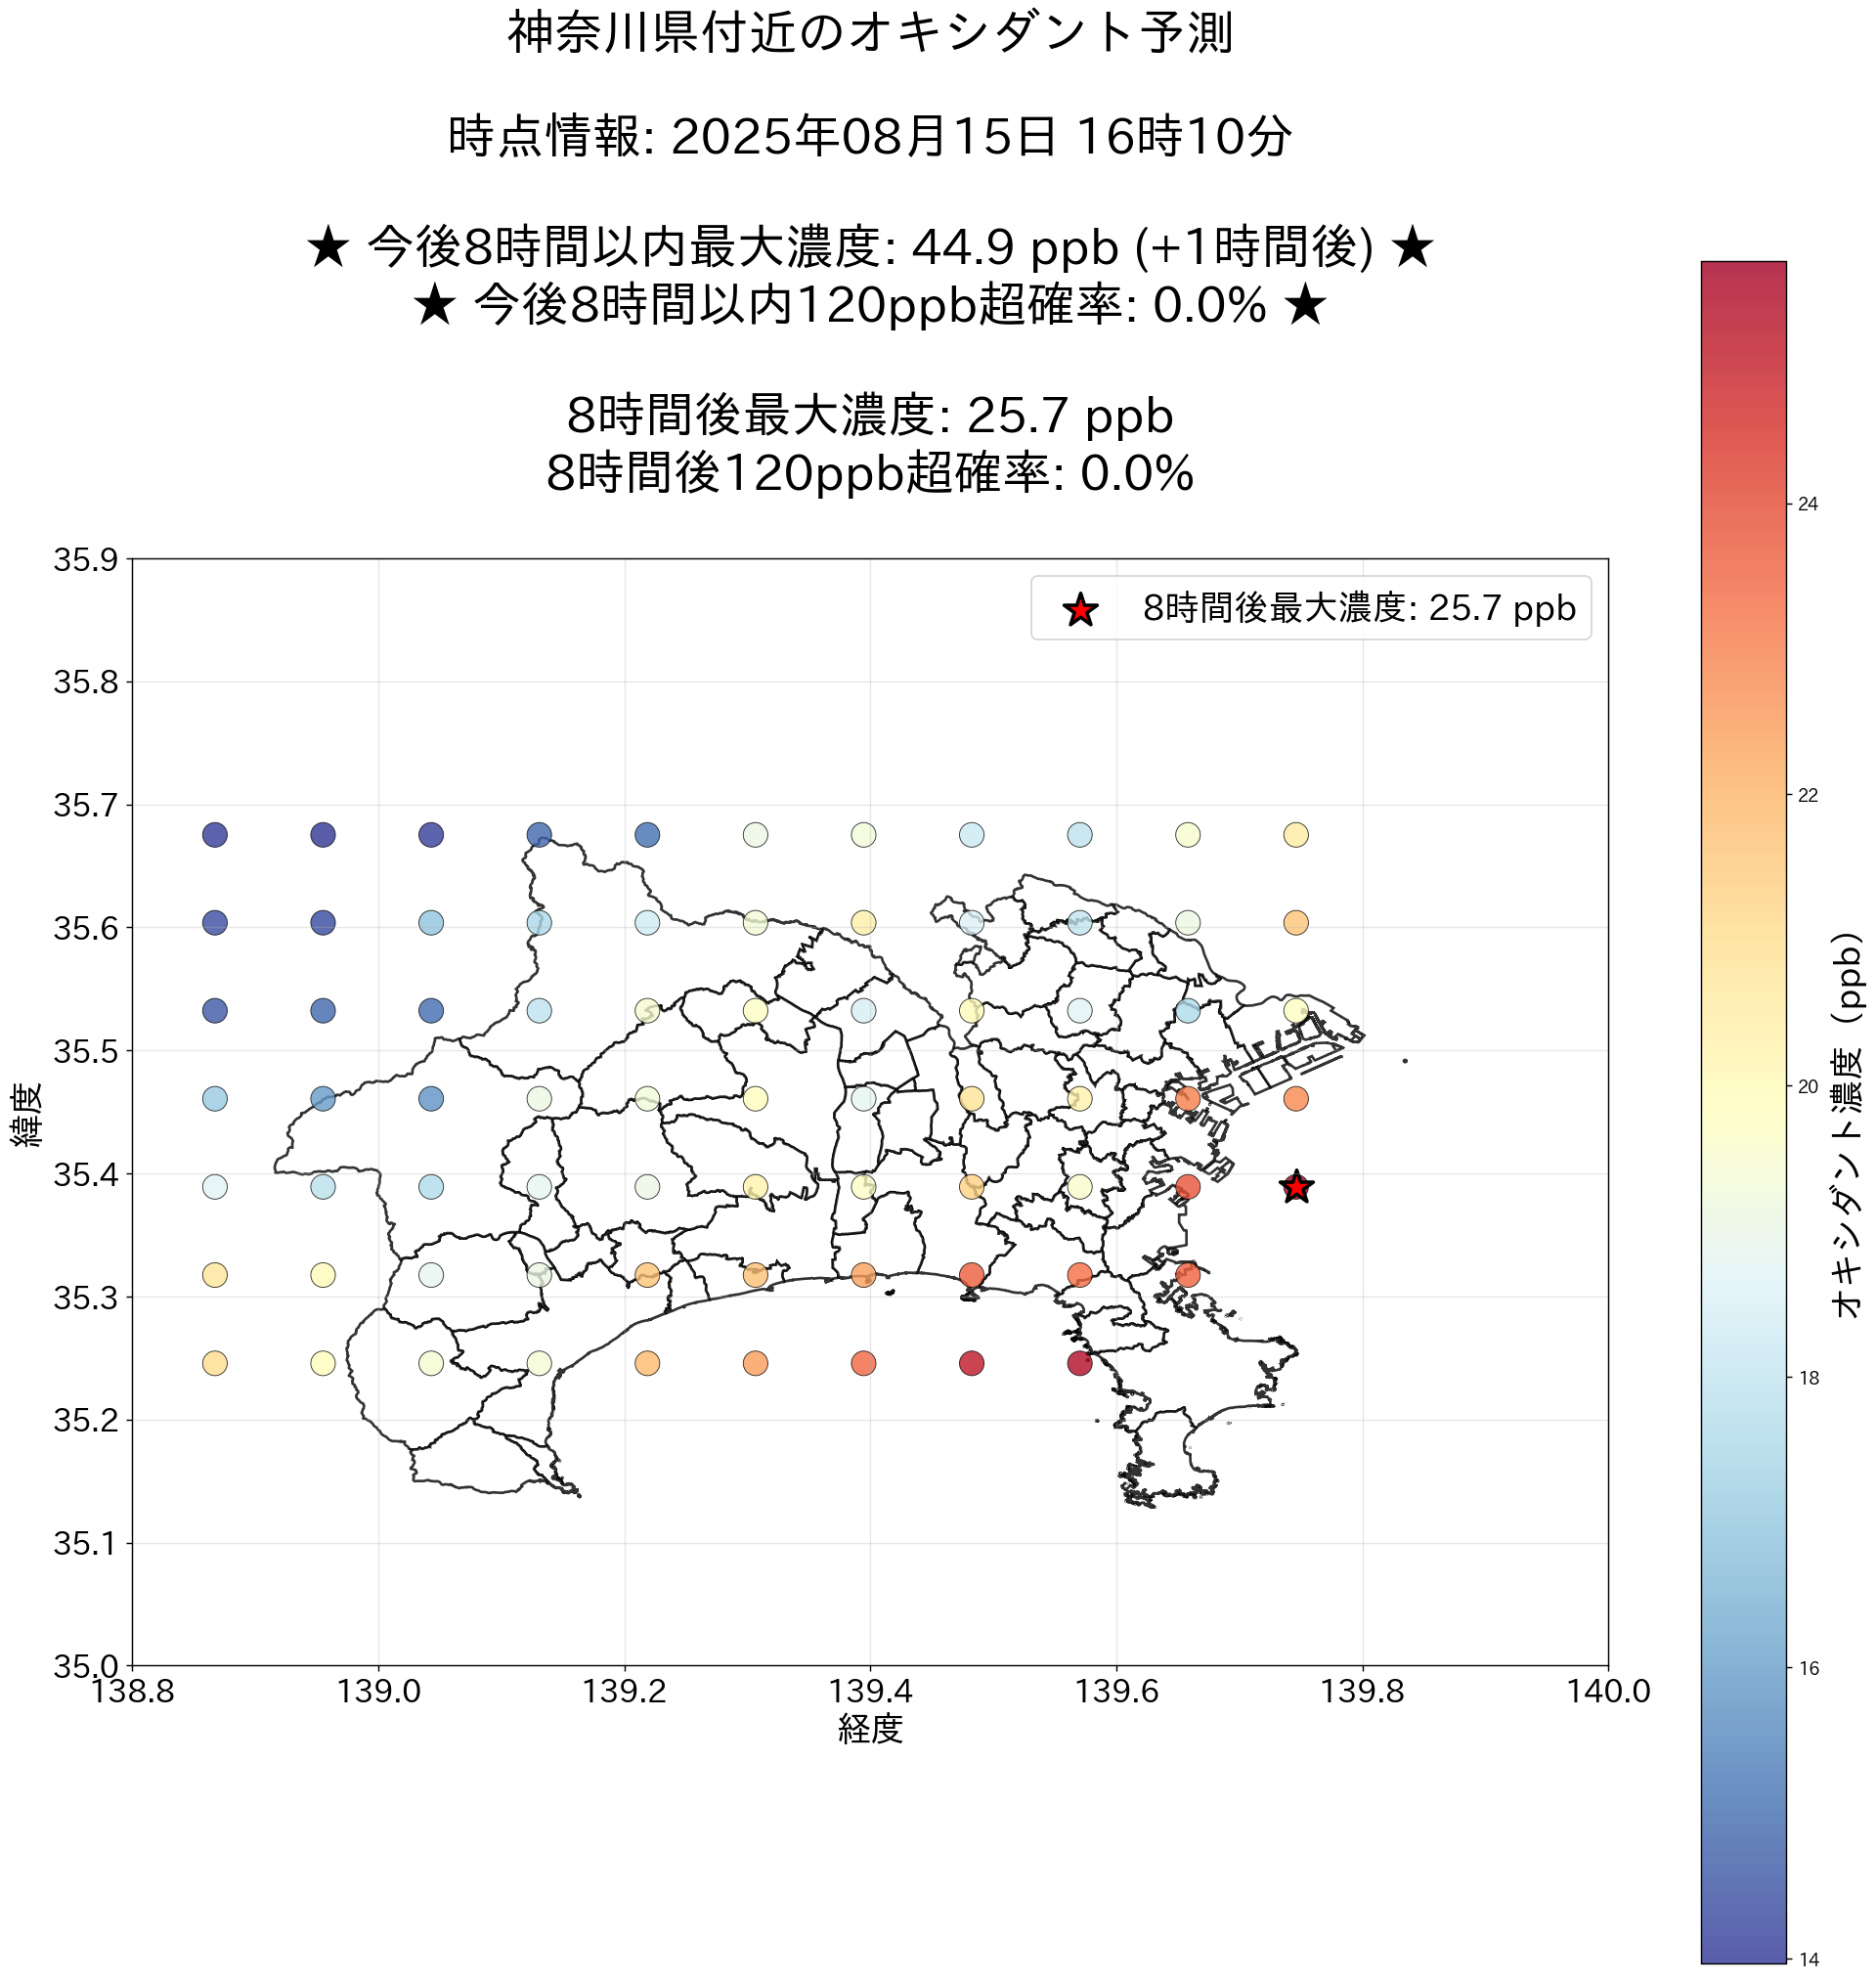 神奈川県付近のオキシダント予測
時点情報: 2025年08月15日 16時10分
★ 今後8時間以内最大濃度: 44.9 ppb (+1時間後) ★
★ 今後8時間以内120ppb超確率: 0.0% ★
8時間後最大濃度: 25.7 ppb
8時間後120ppb超確率: 0.0%
8時間後最大濃度: 25.7 ppb
35.9
35.8
35.7
35.6
35.5
35.4
35.3
35.2
35.1
35.0
緯度
138.8
139.0
139.2
139.4
139.6
139.8
140.0
経度
24
22
20
18
16
14
オキシダント濃度（ppb）